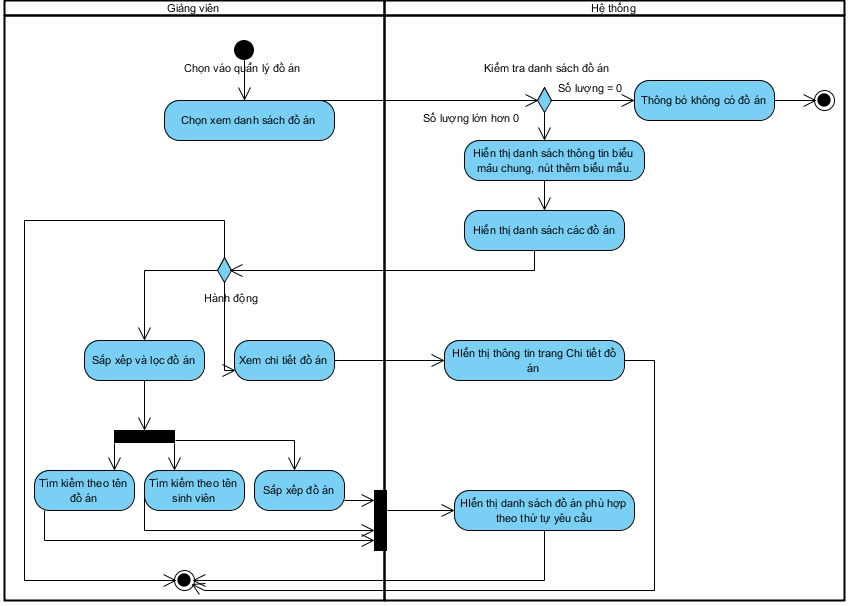 Giảng viên
Hệ thống
Chọn váo quản lý đồ án
Kiểm tra danh sách đồ án
Số lượng = 0
Thông bó không có đồ án
Chọn xem danh sách đồ án
Số lượng lớn hơn 0
Hiển thị danh sách thông tin biểu
mâu chung, nút thêm biểu mẫu.
Hiển thị danh sách các đồ án
Hành động
Sắp xếp và lọc đồ án
Xem chi tiết đồ án
HIển thị thông tin trang Chi tiết đồ
án
Tìm kiếm theo tên
đồ án
Tìm kiếm theo tên
sinh viên
Sắp xêp đồ án
HIển thị danh sách đồ án phù hợp
theo thứ tự yêu cầu